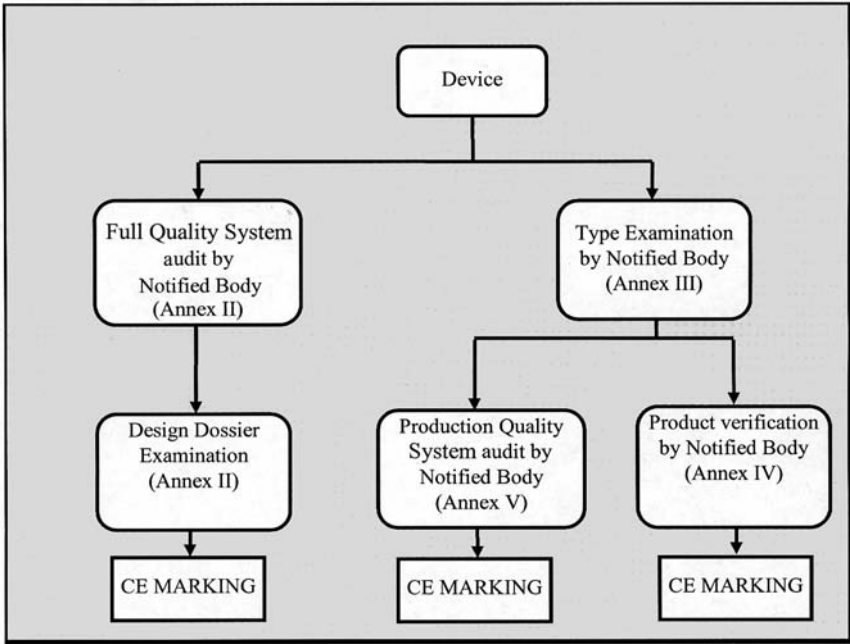 Device
Full Quality System
audit by
Notified Body
(Annex II)
Type Examination
by Notified Body
(Annex III)
Design Dossier
Examination
(Annex II)
Production Quality
System audit by
Notified Body
(Annex V)
Product verification
by Notified Body
(Annex IV)
CE MARKING
CE MARKING
CE MARKING